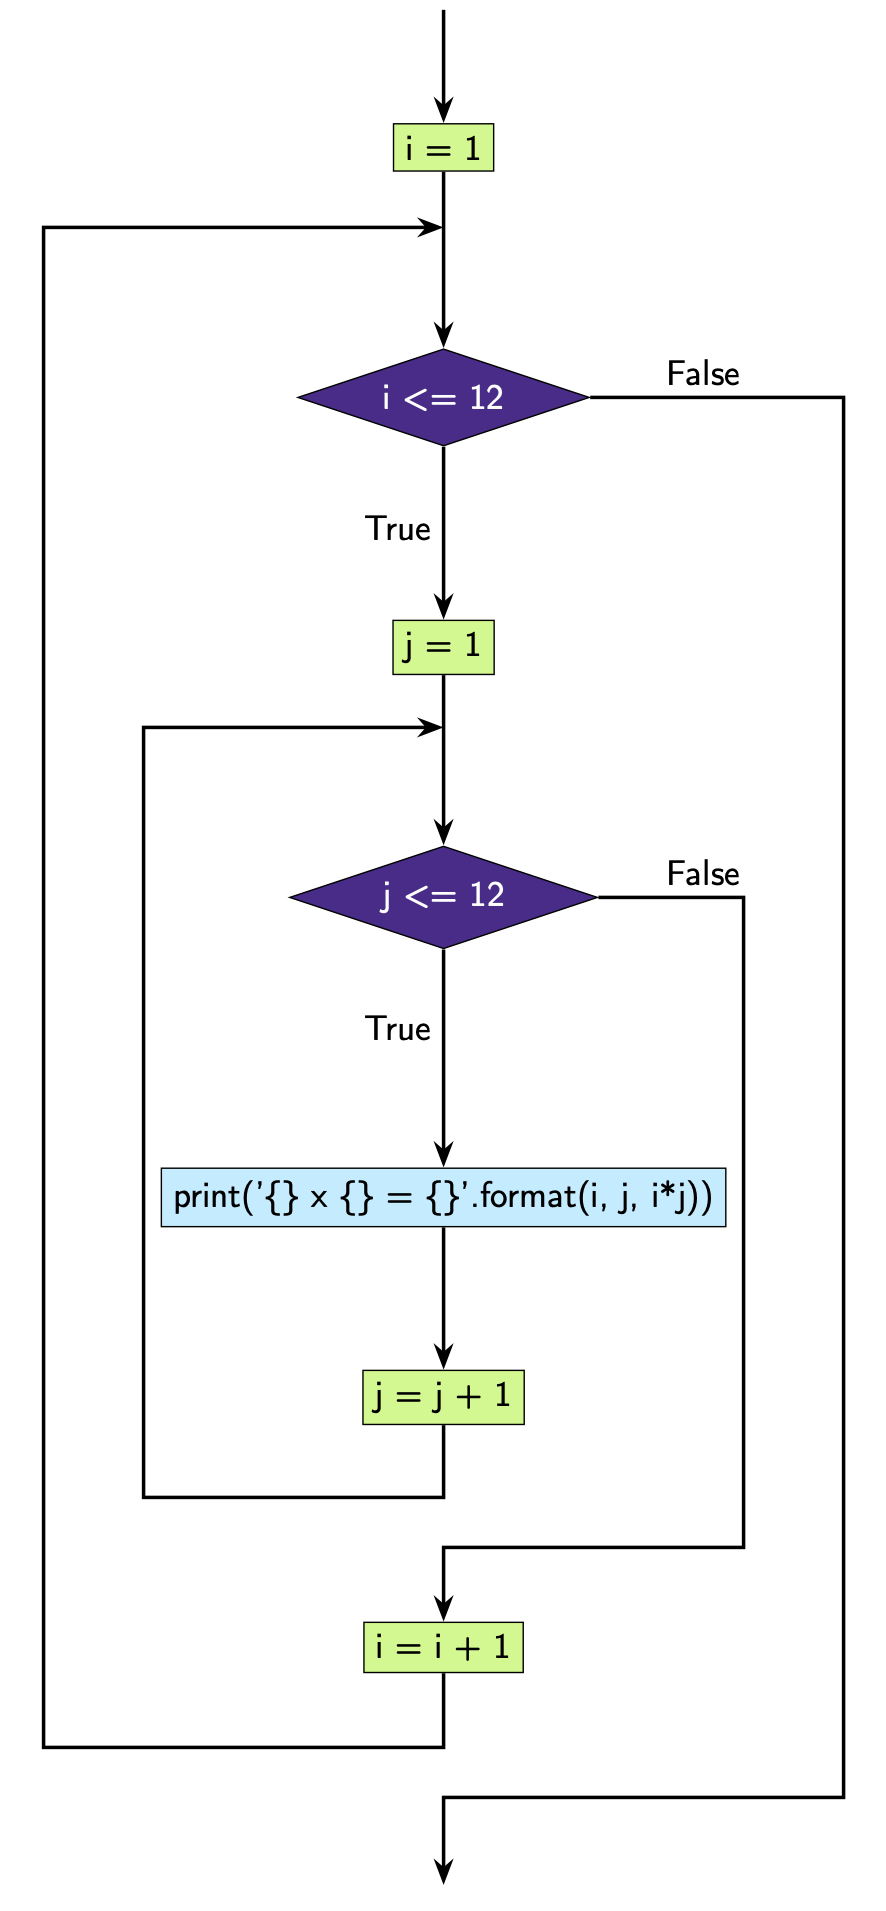 i = 1
i <= 12
False
True
j = 1
j <= 12
False
True
print('{} x {} = {}'.format(i, j, i*j))
j = j + 1
i = i + 1